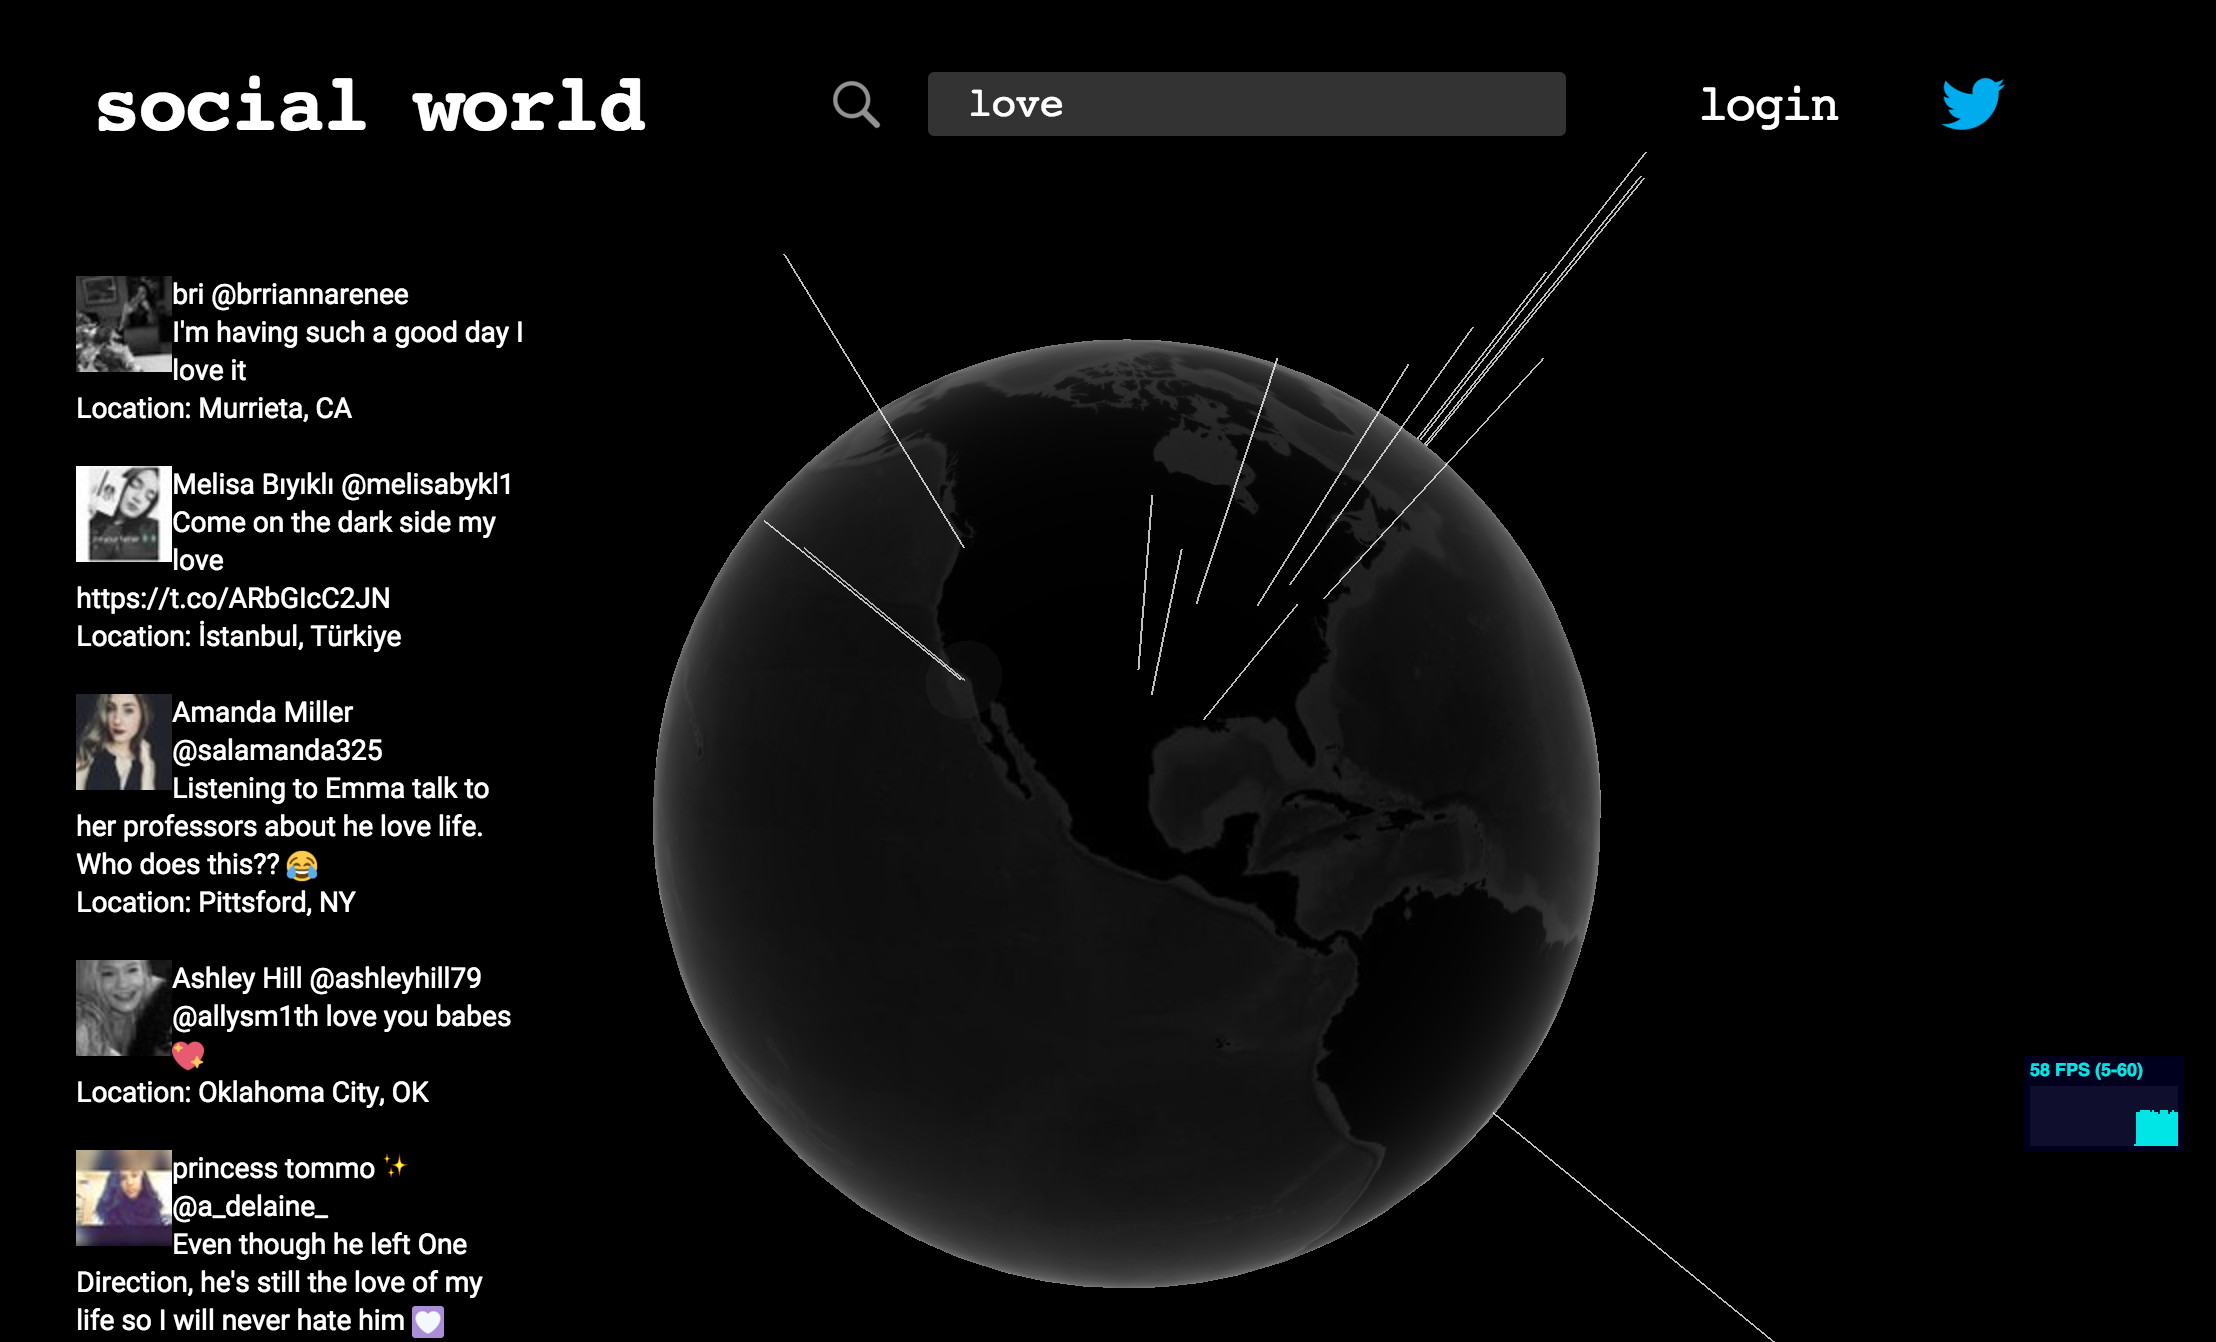 social world
love
login
bri @brriannarenee
I'm having such a good day I
love it
Location: Murrieta, CA
Melisa Bıyıklı @melisabykl1
Come on the dark side my
love
https://t.co/ARbGIcC2JN
Location: İstanbul, Türkiye
Amanda Miller
@salamanda325
Listening to Emma talk to
her professors about he love life.
Who does this?? 😂
Location: Pittsford, NY
Ashley Hill @ashleyhill79
@allysm1th love you babes
💖
Location: Oklahoma City, OK
princess tommo ✨
@a_delaine_
Even though he left One
Direction, he's still the love of my
life so I will never hate him 💟
58 FPS (5-60)